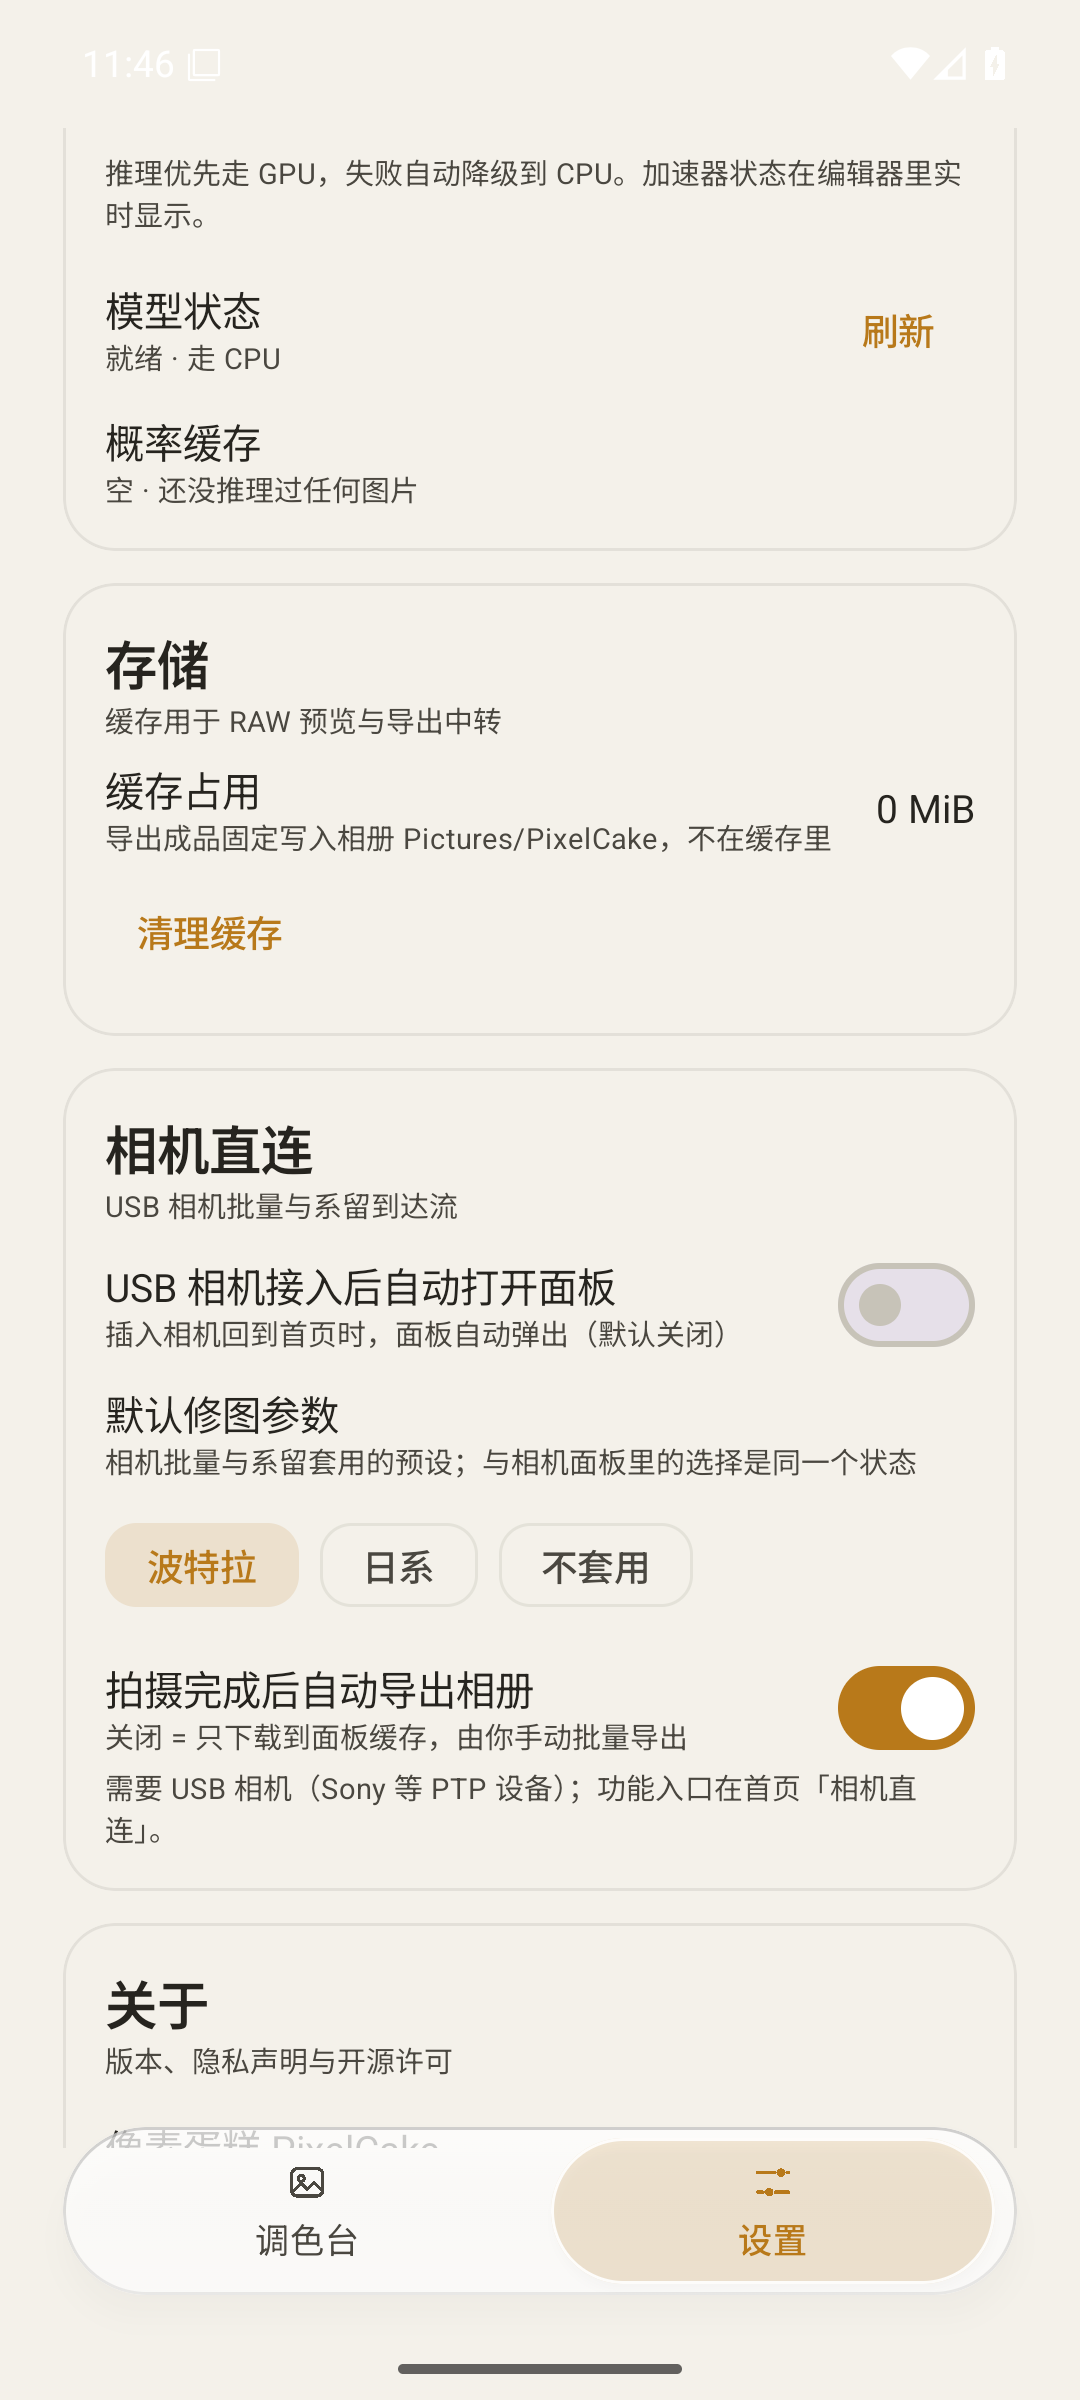 11:46
推理优先走 GPU，失败自动降级到 CPU。加速器状态在编辑器里实
时显示。
模型状态
就绪 · 走 CPU
刷新
概率缓存
空 · 还没推理过任何图片
存储
缓存用于 RAW 预览与导出中转
缓存占用
导出成品固定写入相册 Pictures/PixelCake，不在缓存里
0 MiB
清理缓存
相机直连
USB 相机批量与系留到达流
USB 相机接入后自动打开面板
插入相机回到首页时，面板自动弹出（默认关闭）
默认修图参数
相机批量与系留套用的预设；与相机面板里的选择是同一个状态
波特拉
日系
不套用
拍摄完成后自动导出相册
关闭 = 只下载到面板缓存，由你手动批量导出
需要 USB 相机（Sony 等 PTP 设备）；功能入口在首页「相机直
连」。
关于
版本、隐私声明与开源许可
像素蛋糕 PixelCake
调色台
设置